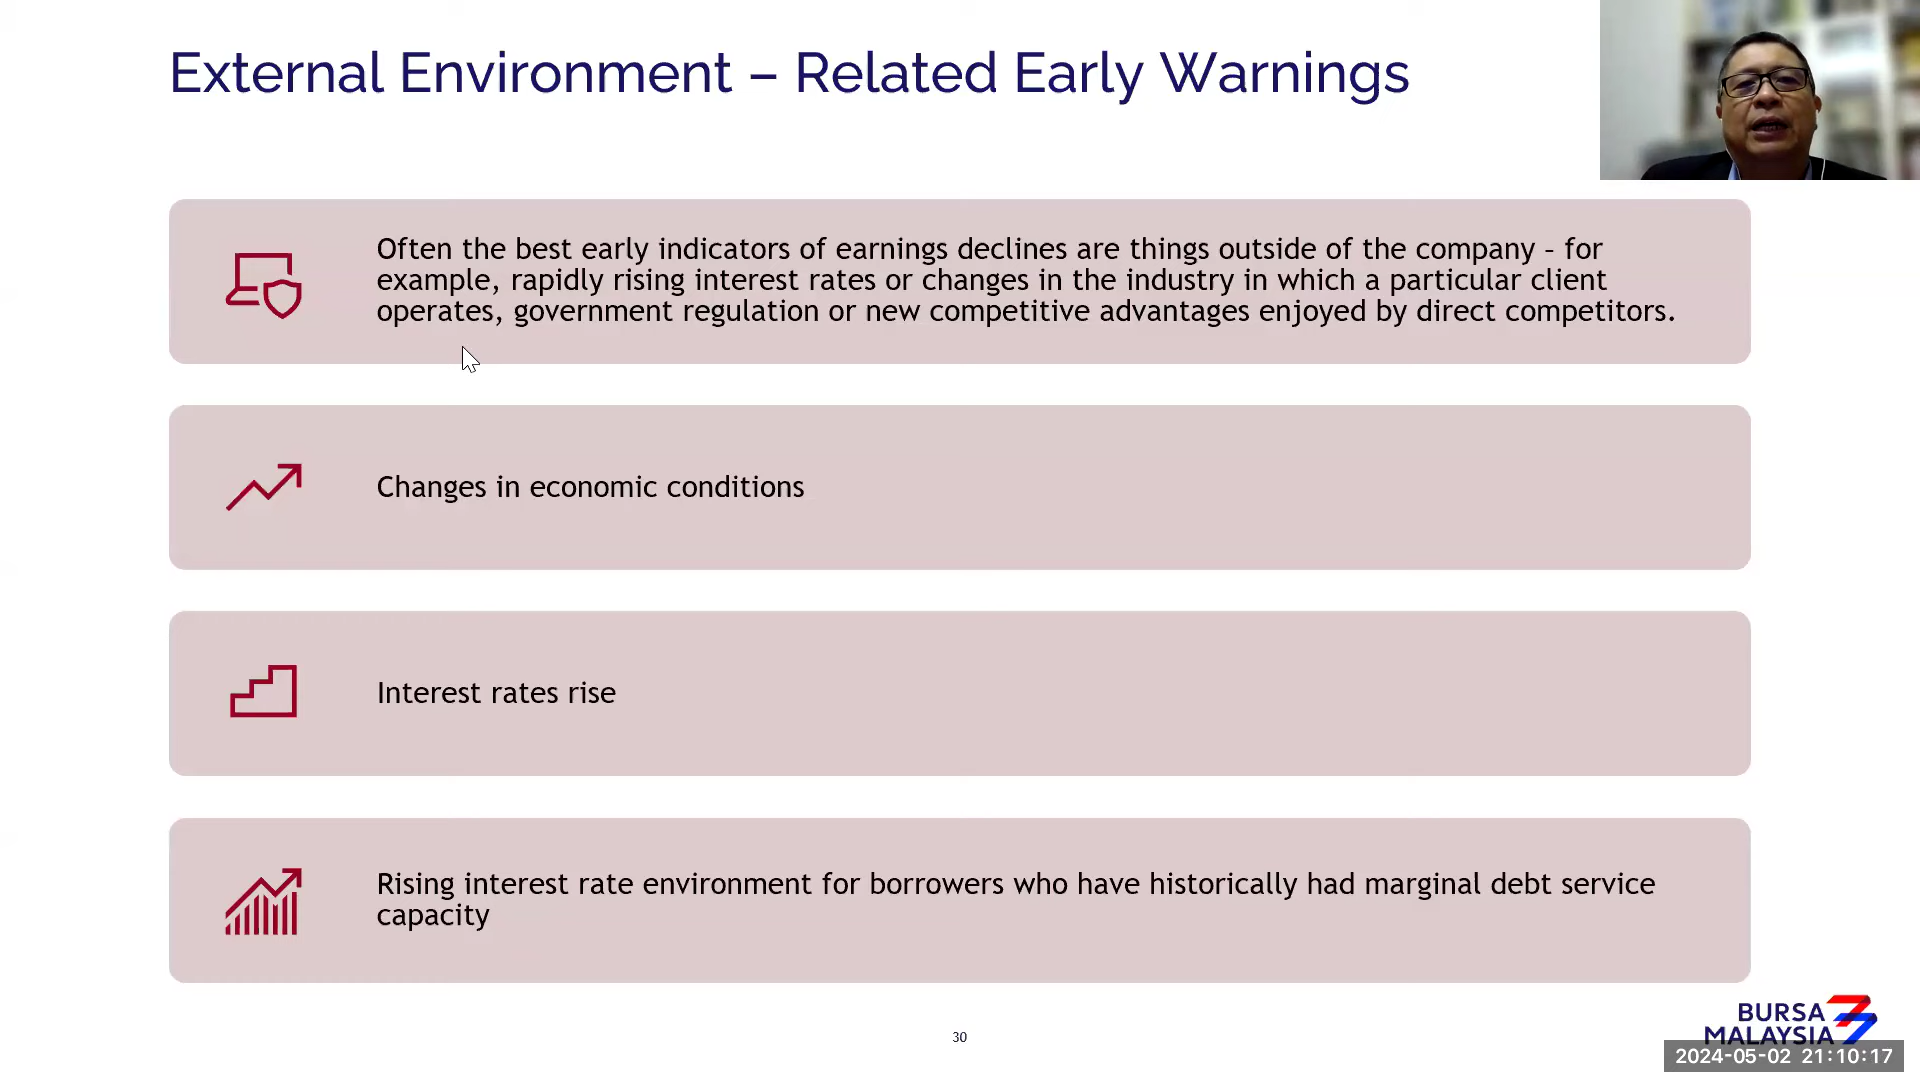 External Environment – Related Early Warnings
Often the best early indicators of earnings declines are things outside of the company – for
example, rapidly rising interest rates or changes in the industry in which a particular client
operates, government regulation or new competitive advantages enjoyed by direct competitors.
Changes in economic conditions
Interest rates rise
Rising interest rate environment for borrowers who have historically had marginal debt service
capacity
30
BURSA
MALAYSIA
2024-05-02 21:10:17